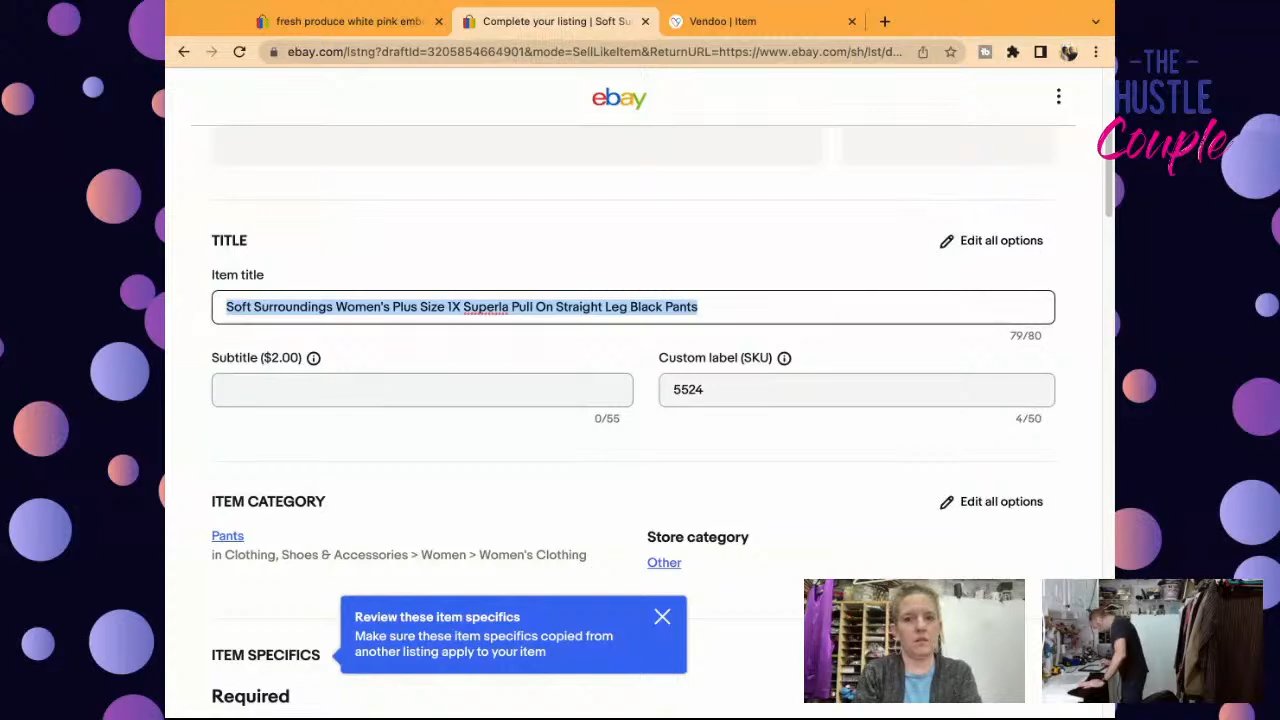 fresh produce white pink emb
Complete your listing | Soft Su
Vendoo | Item
ebay.com/lstng?draftId=3205854664901&mode=SellLikeItem&ReturnURL=https://www.ebay.com/sh/lst/d...
tb
-THE-
HUSTLE
Couple
ebay
TITLE
Edit all options
Item title
Soft Surroundings Women's Plus Size 1X Superla Pull On Straight Leg Black Pants
79/80
Subtitle ($2.00)
Custom label (SKU)
5524
0/55
4/50
ITEM CATEGORY
Edit all options
Pants
in Clothing, Shoes & Accessories > Women > Women's Clothing
Store category
Other
Review these item specifics
Make sure these item specifics copied from
another listing apply to your item
ITEM SPECIFICS
Required